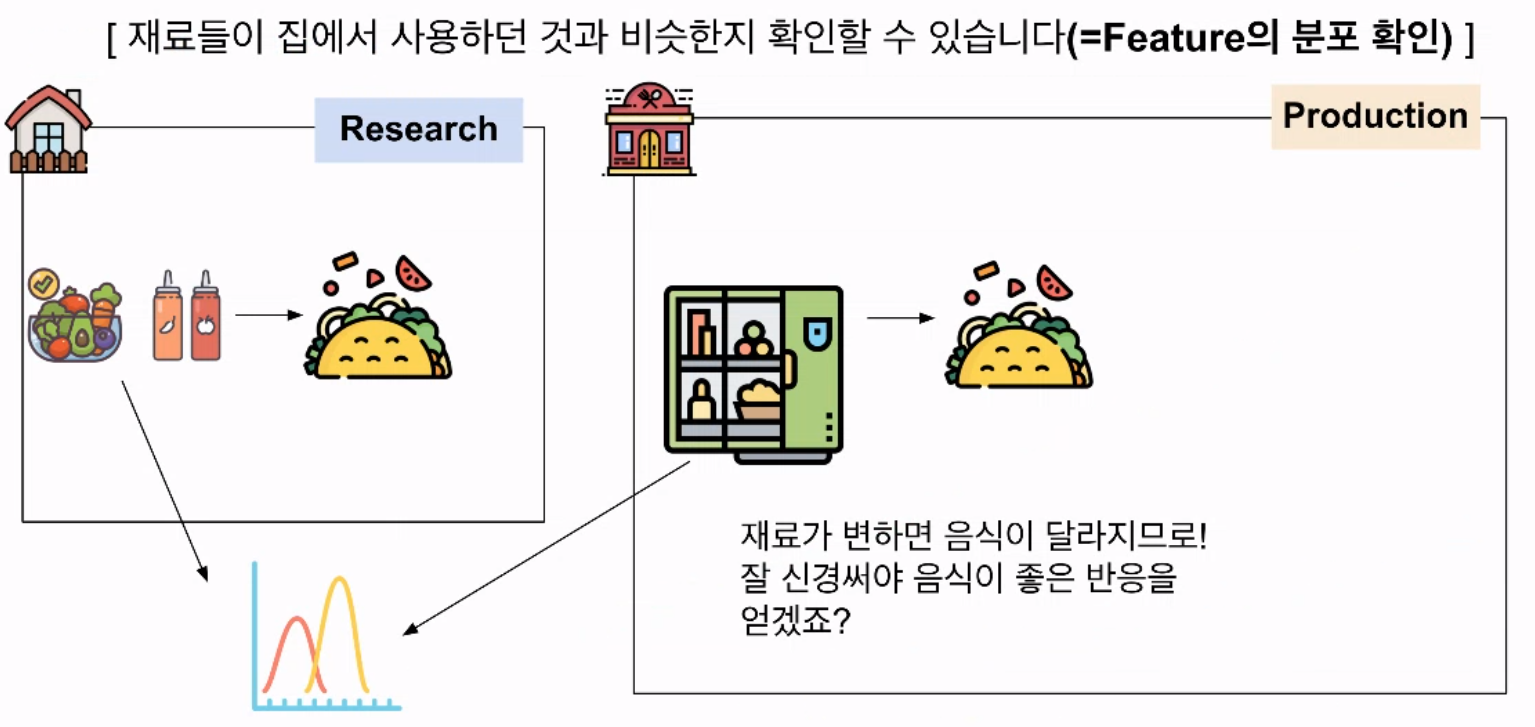 [ 재료들이 집에서 사용하던 것과 비슷한지 확인할 수 있습니다(=Feature의 분포 확인) ]
Research
Production
재료가 변하면 음식이 달라지므로!
잘 신경써야 음식이 좋은 반응을
얻겠죠?